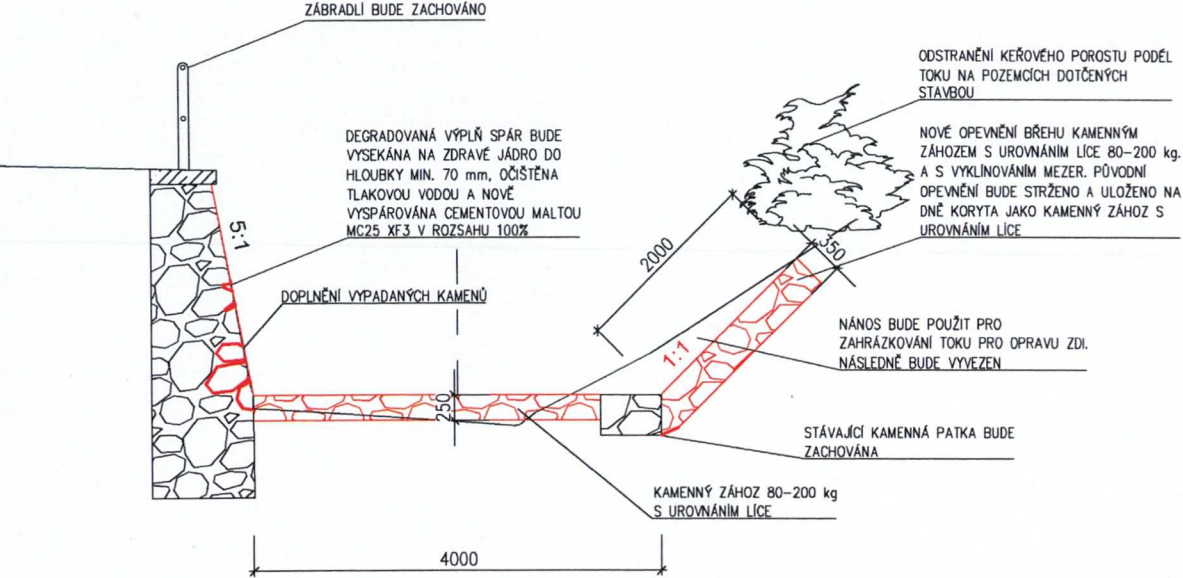 ZÁBRADLÍ BUDE ZACHOVÁNO
ODSTRANĚNÍ KEŘOVÉHO POROSTU PODÉL
TOKU NA POZEMCÍCH DOTČENÝCH
STAVBOU
DEGRADOVANÁ VÝPLŇ SPÁR BUDE
VYSEKÁNA NA ZDRAVÉ JÁDRO DO
HLOUBKY MIN. 70 mm, OČIŠTĚNA
TLAKOVOU VODOU A NOVĚ
VYSPÁROVÁNA CEMENTOVOU MALTOU
MC25 XF3 V ROZSAHU 100%
NOVÉ OPEVNĚNÍ BŘEHU KAMENNÝM
ZÁHOZEM S UROVNÁNÍM LÍCE 80-200 kg.
A S VYKLÍNOVÁNÍM MEZER. PŮVODNÍ
OPEVNĚNÍ BUDE STRŽENO A ULOŽENO NA
DNĚ KORYTA JAKO KAMENNÝ ZÁHOZ S
UROVNÁNÍM LÍCE
5:1
2000
350
DOPLNĚNÍ VYPADANÝCH KAMENŮ
NÁNOS BUDE POUŽIT PRO
ZAHRÁZKOVÁNÍ TOKU PRO OPRAVU ZDI.
NÁSLEDNĚ BUDE VYVEZEN
1:1
250
STÁVAJÍCÍ KAMENNÁ PATKA BUDE
ZACHOVÁNA
KAMENNÝ ZÁHOZ 80-200 kg
S UROVNÁNÍM LÍCE
4000